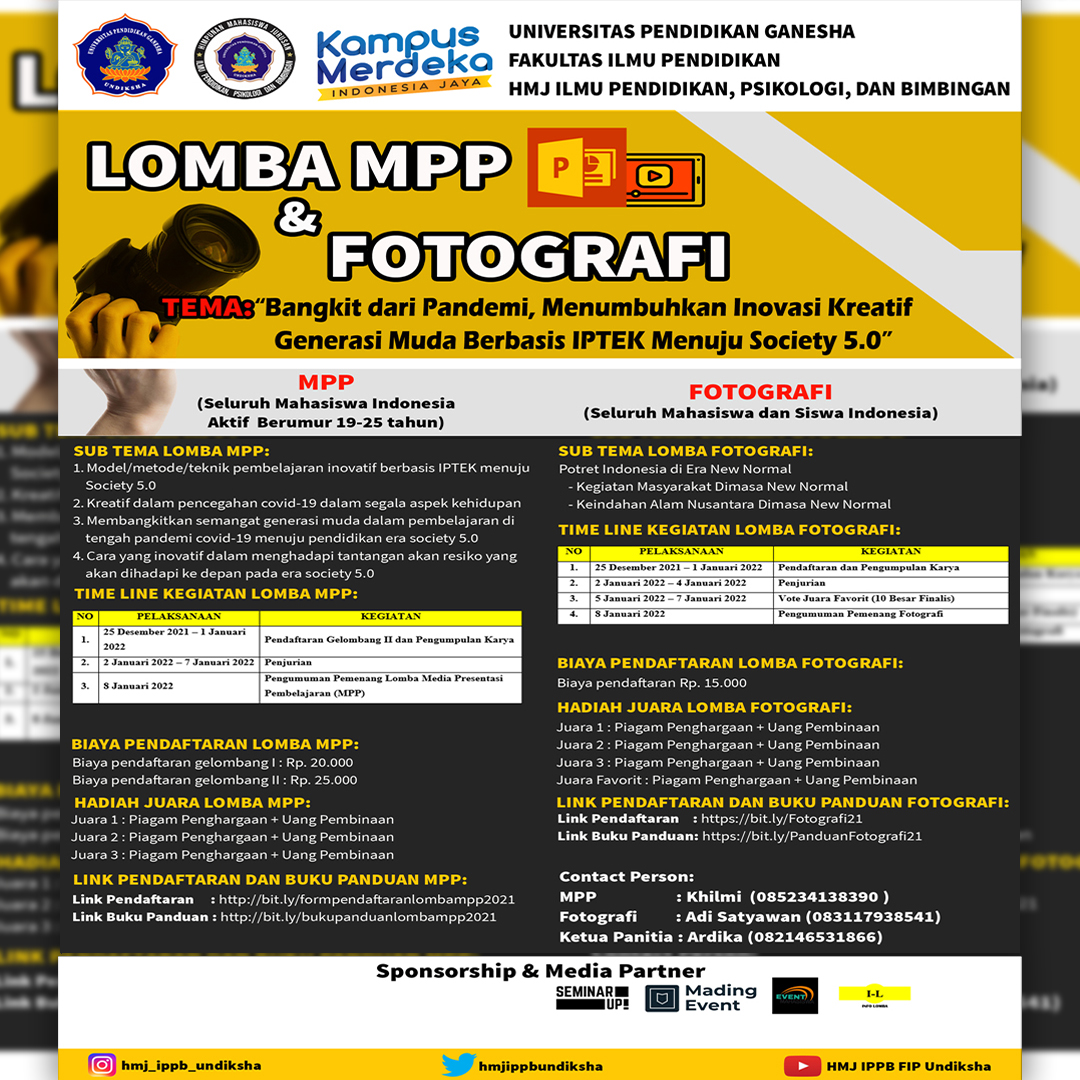 UNIVERSITAS PENDIDIKAN GANESHA
UNDIKSHA
HIMPUNAN MAHASISWA JURUSAN
ILMU PENDIDIKAN, PSIKOLOGI DAN BIMBINGAN
Kampus
Merdeka
INDONESIA JAYA
UNIVERSITAS PENDIDIKAN GANESHA
FAKULTAS ILMU PENDIDIKAN
HMJ ILMU PENDIDIKAN, PSIKOLOGI, DAN BIMBINGAN
LOMBA MPP
P
&
FOTOGRAFI
TEMA:“Bangkit dari Pandemi, Menumbuhkan Inovasi Kreatif
Generasi Muda Berbasis IPTEK Menuju Society 5.0”
MPP
(Seluruh Mahasiswa Indonesia
Aktif Berumur 19-25 tahun)
FOTOGRAFI
(Seluruh Mahasiswa dan Siswa Indonesia)
SUB TEMA LOMBA MPP:
1. Model/metode/teknik pembelajaran inovatif berbasis IPTEK menuju
Society 5.0
2. Kreatif dalam pencegahan covid-19 dalam segala aspek kehidupan
3. Membangkitkan semangat generasi muda dalam pembelajaran di
tengah pandemi covid-19 menuju pendidikan era society 5.0
4. Cara yang inovatif dalam menghadapi tantangan akan resiko yang
akan dihadapi ke depan pada era society 5.0
TIME LINE KEGIATAN LOMBA MPP:
NO PELAKSANAAN KEGIATAN
1. 25 Desember 2021 – 1 Januari 2022 Pendaftaran Gelombang II dan Pengumpulan Karya
2. 2 Januari 2022 – 7 Januari 2022 Penjurian
3. 8 Januari 2022 Pengumuman Pemenang Lomba Media Presentasi
Pembelajaran (MPP)
BIAYA PENDAFTARAN LOMBA MPP:
Biaya pendaftaran gelombang I : Rp. 20.000
Biaya pendaftaran gelombang II : Rp. 25.000
HADIAH JUARA LOMBA MPP:
Juara 1 : Piagam Penghargaan + Uang Pembinaan
Juara 2 : Piagam Penghargaan + Uang Pembinaan
Juara 3 : Piagam Penghargaan + Uang Pembinaan
LINK PENDAFTARAN DAN BUKU PANDUAN MPP:
Link Pendaftaran : http://bit.ly/formpendaftaranlombampp2021
Link Buku Panduan : http://bit.ly/bukupanduanlombampp2021
SUB TEMA LOMBA FOTOGRAFI:
Potret Indonesia di Era New Normal
- Kegiatan Masyarakat Dimasa New Normal
- Keindahan Alam Nusantara Dimasa New Normal
TIME LINE KEGIATAN LOMBA FOTOGRAFI:
NO PELAKSANAAN KEGIATAN
1. 25 Desember 2021 – 1 Januari 2022 Pendaftaran dan Pengumpulan Karya
2. 2 Januari 2022 – 4 Januari 2022 Penjurian
3. 5 Januari 2022 – 7 Januari 2022 Vote Juara Favorit (10 Besar Finalis)
4. 8 Januari 2022 Pengumuman Pemenang Fotografi
BIAYA PENDAFTARAN LOMBA FOTOGRAFI:
Biaya pendaftaran Rp. 15.000
HADIAH JUARA LOMBA FOTOGRAFI:
Juara 1 : Piagam Penghargaan + Uang Pembinaan
Juara 2 : Piagam Penghargaan + Uang Pembinaan
Juara 3 : Piagam Penghargaan + Uang Pembinaan
Juara Favorit : Piagam Penghargaan + Uang Pembinaan
LINK PENDAFTARAN DAN BUKU PANDUAN FOTOGRAFI:
Link Pendaftaran : https://bit.ly/Fotografi21
Link Buku Panduan: https://bit.ly/PanduanFotografi21
Contact Person:
MPP : Khilmi (085234138390 )
Fotografi : Adi Satyawan (083117938541)
Ketua Panitia : Ardika (082146531866)
Sponsorship & Media Partner
SEMINAR
UP!
Mading
Event
EVENT
I-L
INFO LOMBA
hmj_ippb_undiksha
hmjippbundiksha
HMJ IPPB FIP Undiksha